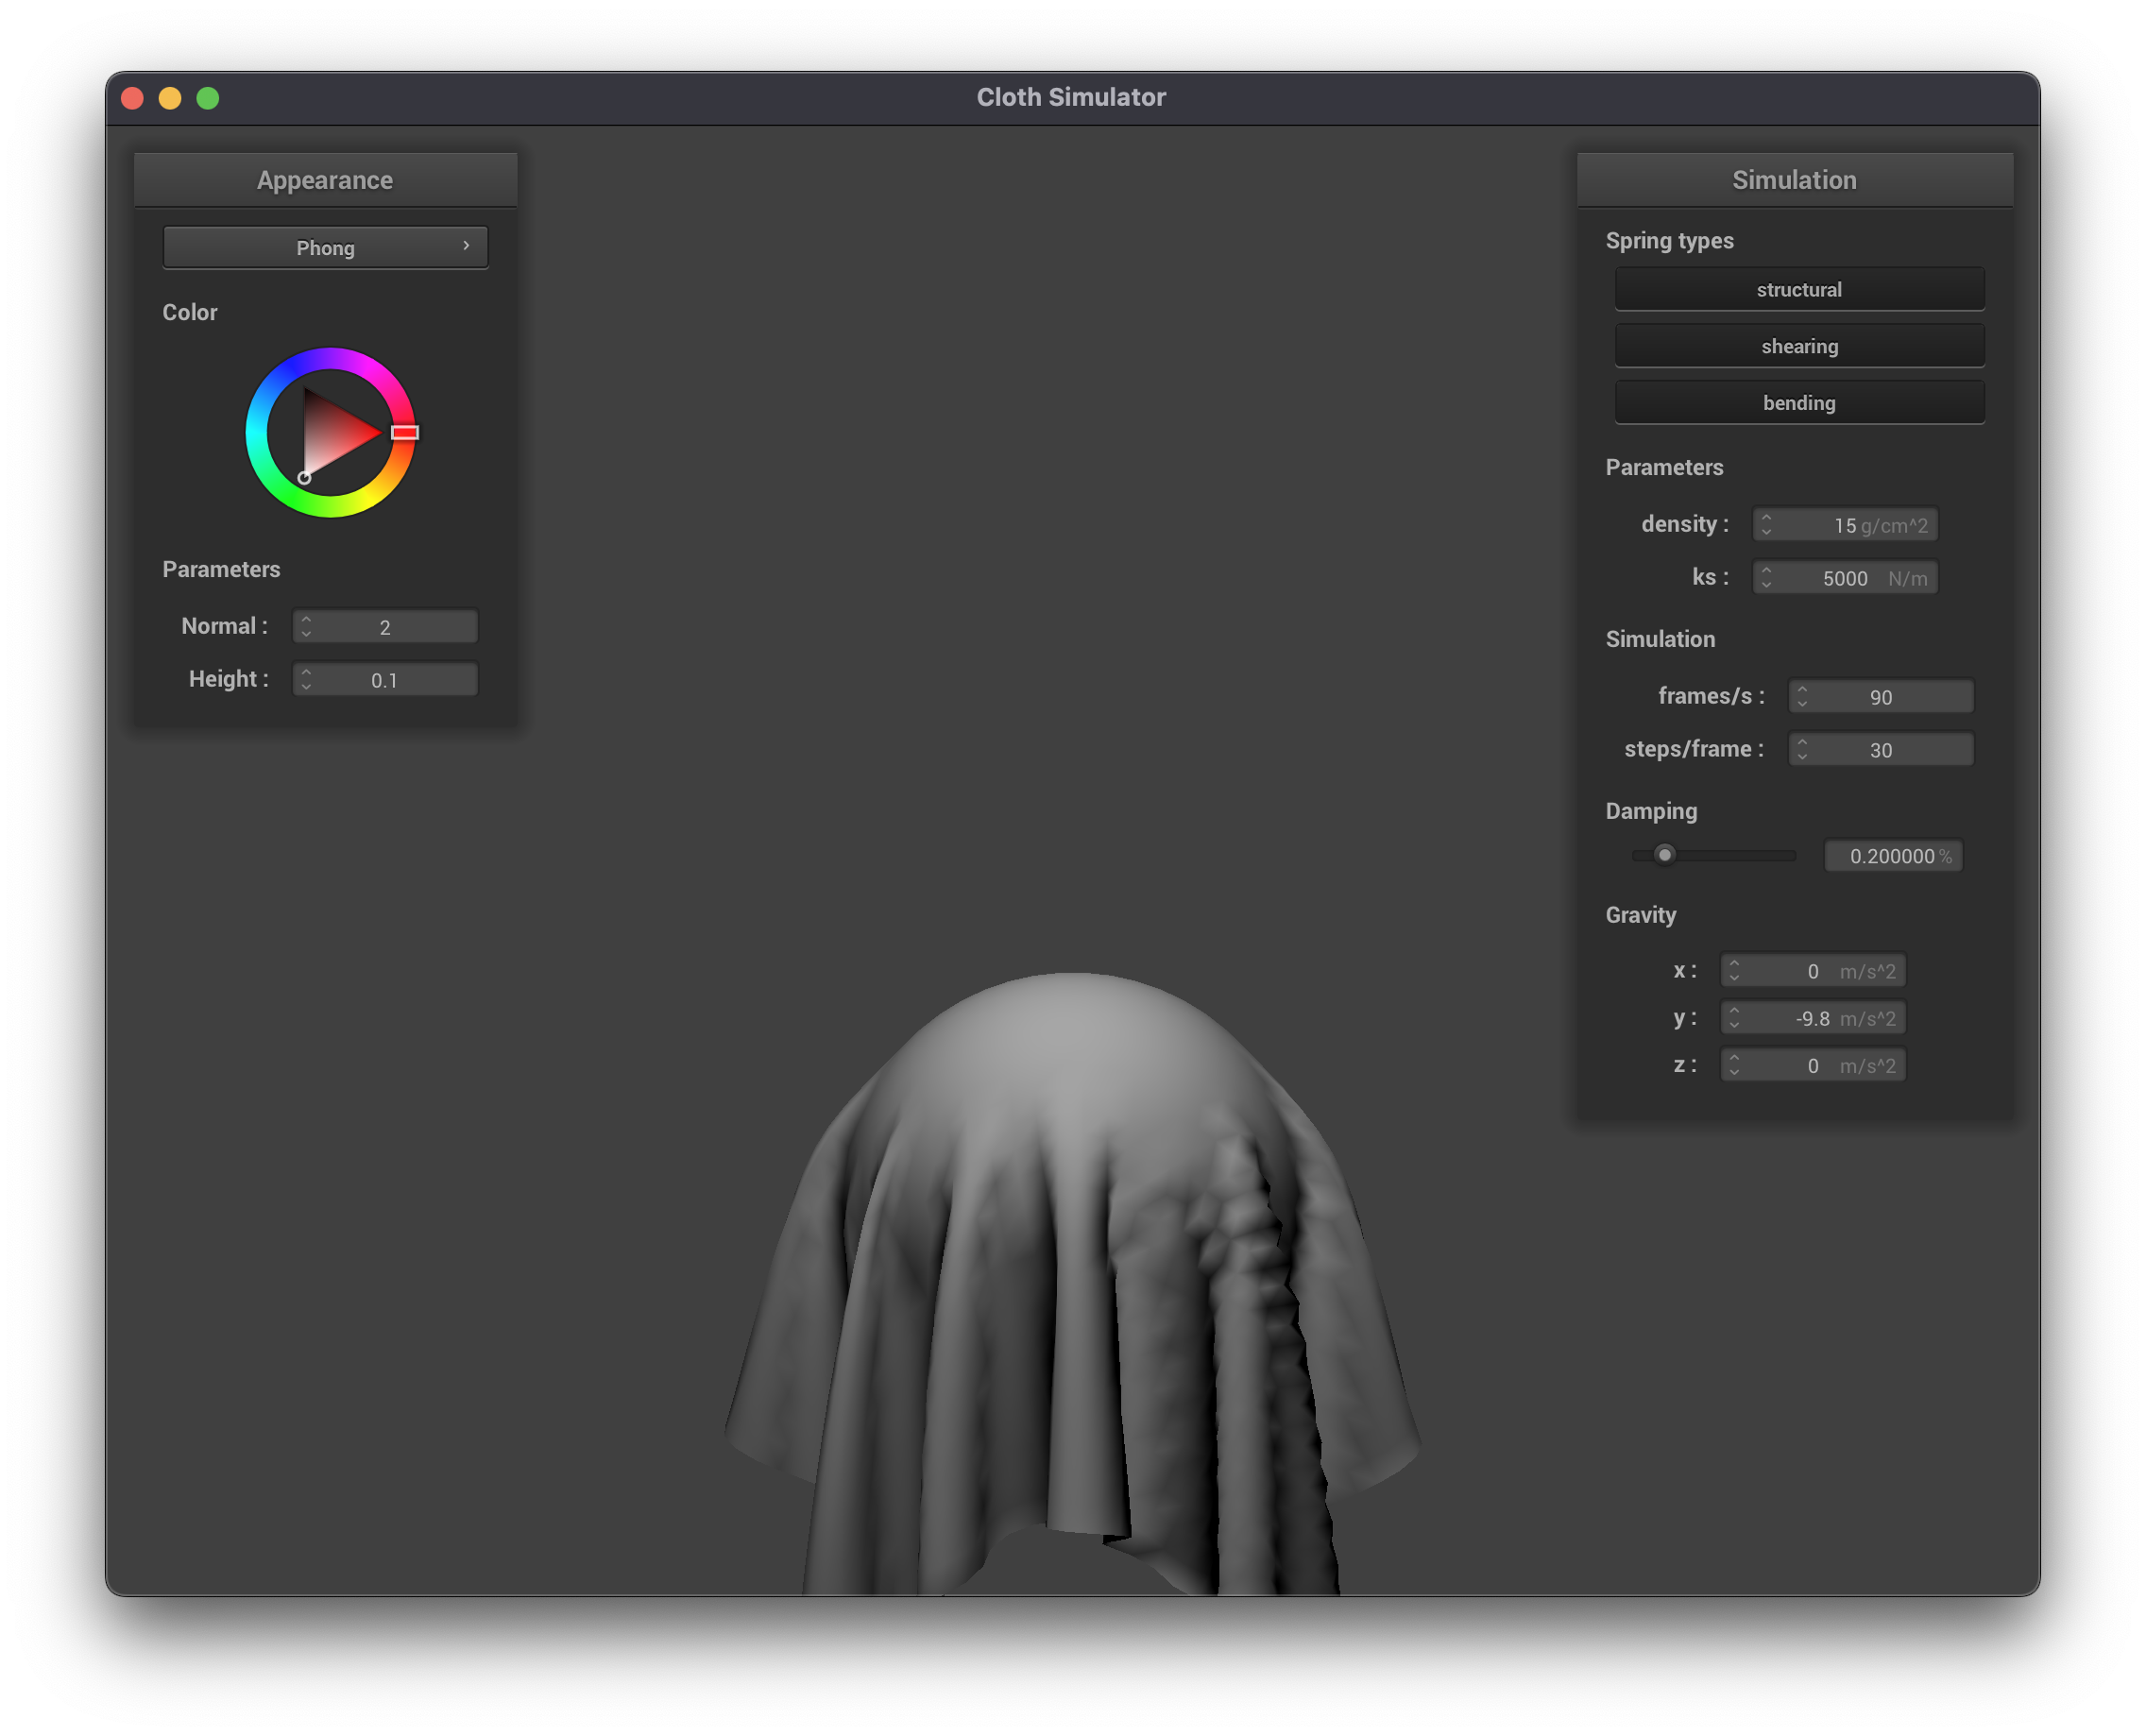 Cloth Simulator
Appearance
Phong
Color
Parameters
Normal : 2
Height : 0.1
Simulation
Spring types
structural
shearing
bending
Parameters
density : 15 g/cm^2
ks : 5000 N/m
Simulation
frames/s : 90
steps/frame : 30
Damping
0.200000 %
Gravity
x : 0 m/s^2
y : -9.8 m/s^2
z : 0 m/s^2